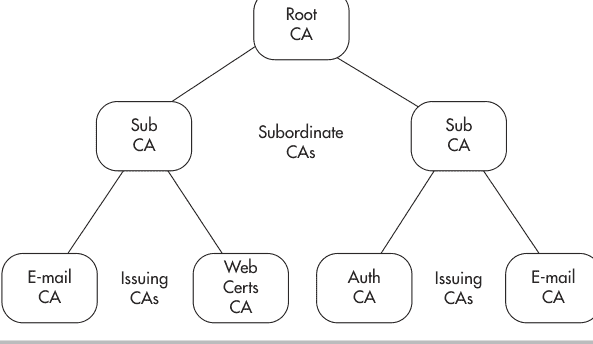 Root
CA
Sub
CA
Subordinate
CAs
Sub
CA
E-mail
CA
Issuing
CAs
Web
Certs
CA
Auth
CA
Issuing
CAs
E-mail
CA